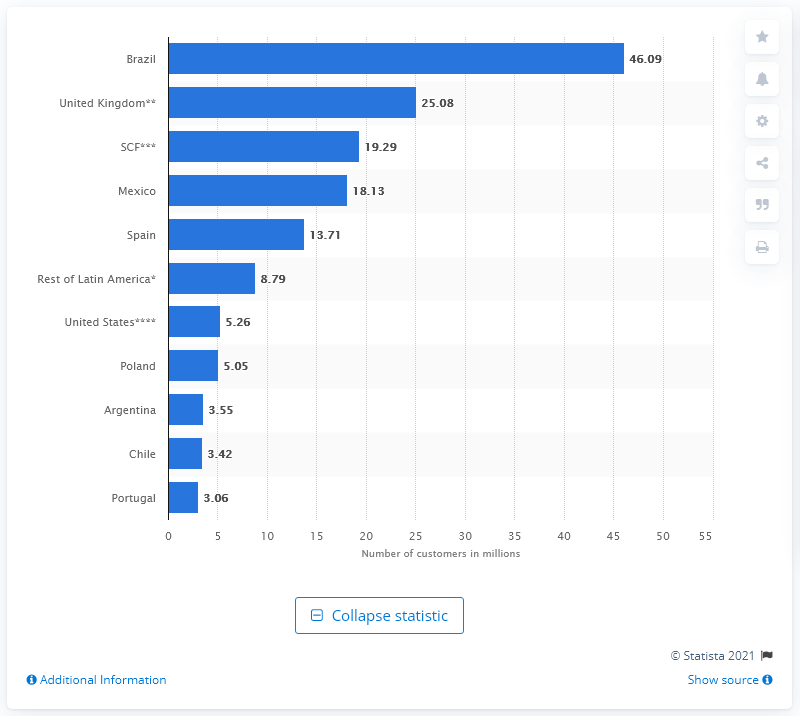 Brazil 46.09
United Kingdom** 25.08
SCF*** 19.29
Mexico 18.13
Spain 13.71
Rest of Latin America* 8.79
United States**** 5.26
Poland 5.05
Argentina 3.55
Chile 3.42
Portugal 3.06
0 5 10 15 20 25 30 35 40 45 50 55
Number of customers in millions
Collapse statistic
© Statista 2021
Additional Information Show source